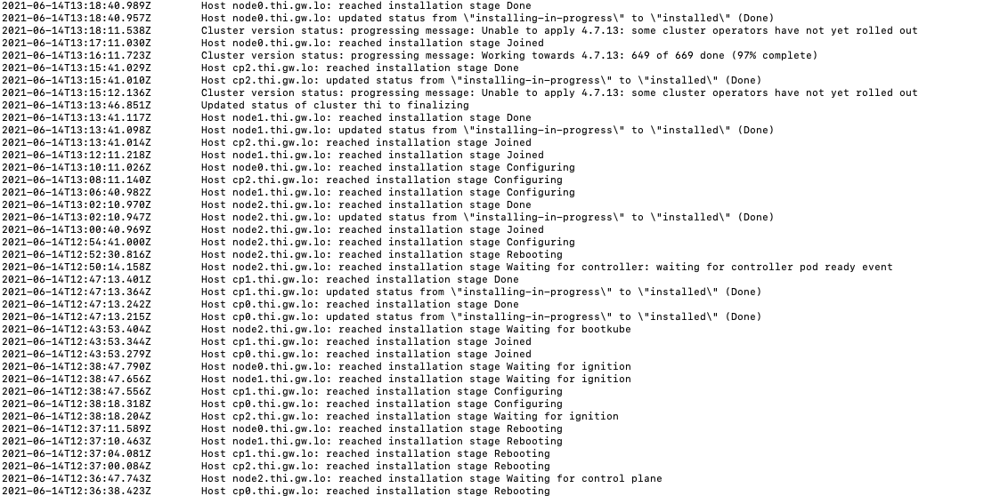 2021-06-14T13:18:40.989Z Host node0.thi.gw.lo: reached installation stage Done
2021-06-14T13:18:40.957Z Host node0.thi.gw.lo: updated status from \"installing-in-progress\" to \"installed\" (Done)
2021-06-14T13:18:11.538Z Cluster version status: progressing message: Unable to apply 4.7.13: some cluster operators have not yet rolled out
2021-06-14T13:17:11.030Z Host node0.thi.gw.lo: reached installation stage Joined
2021-06-14T13:16:11.723Z Cluster version status: progressing message: Working towards 4.7.13: 649 of 669 done (97% complete)
2021-06-14T13:15:41.029Z Host cp2.thi.gw.lo: reached installation stage Done
2021-06-14T13:15:41.010Z Host cp2.thi.gw.lo: updated status from \"installing-in-progress\" to \"installed\" (Done)
2021-06-14T13:15:12.136Z Cluster version status: progressing message: Unable to apply 4.7.13: some cluster operators have not yet rolled out
2021-06-14T13:13:46.851Z Updated status of cluster thi to finalizing
2021-06-14T13:13:41.117Z Host node1.thi.gw.lo: reached installation stage Done
2021-06-14T13:13:41.098Z Host node1.thi.gw.lo: updated status from \"installing-in-progress\" to \"installed\" (Done)
2021-06-14T13:13:41.014Z Host cp2.thi.gw.lo: reached installation stage Joined
2021-06-14T13:12:11.218Z Host node1.thi.gw.lo: reached installation stage Joined
2021-06-14T13:10:11.026Z Host node0.thi.gw.lo: reached installation stage Configuring
2021-06-14T13:08:11.140Z Host cp2.thi.gw.lo: reached installation stage Configuring
2021-06-14T13:06:40.982Z Host node1.thi.gw.lo: reached installation stage Configuring
2021-06-14T13:02:10.970Z Host node2.thi.gw.lo: reached installation stage Done
2021-06-14T13:02:10.947Z Host node2.thi.gw.lo: updated status from \"installing-in-progress\" to \"installed\" (Done)
2021-06-14T13:00:40.969Z Host node2.thi.gw.lo: reached installation stage Joined
2021-06-14T12:54:41.000Z Host node2.thi.gw.lo: reached installation stage Configuring
2021-06-14T12:52:30.816Z Host node2.thi.gw.lo: reached installation stage Rebooting
2021-06-14T12:50:14.158Z Host node2.thi.gw.lo: reached installation stage Waiting for controller: waiting for controller pod ready event
2021-06-14T12:47:13.401Z Host cp1.thi.gw.lo: reached installation stage Done
2021-06-14T12:47:13.364Z Host cp1.thi.gw.lo: updated status from \"installing-in-progress\" to \"installed\" (Done)
2021-06-14T12:47:13.242Z Host cp0.thi.gw.lo: reached installation stage Done
2021-06-14T12:47:13.215Z Host cp0.thi.gw.lo: updated status from \"installing-in-progress\" to \"installed\" (Done)
2021-06-14T12:43:53.404Z Host node2.thi.gw.lo: reached installation stage Waiting for bootkube
2021-06-14T12:43:53.344Z Host cp1.thi.gw.lo: reached installation stage Joined
2021-06-14T12:43:53.279Z Host cp0.thi.gw.lo: reached installation stage Joined
2021-06-14T12:38:47.790Z Host node0.thi.gw.lo: reached installation stage Waiting for ignition
2021-06-14T12:38:47.656Z Host node1.thi.gw.lo: reached installation stage Waiting for ignition
2021-06-14T12:38:47.556Z Host cp1.thi.gw.lo: reached installation stage Configuring
2021-06-14T12:38:18.318Z Host cp0.thi.gw.lo: reached installation stage Configuring
2021-06-14T12:38:18.204Z Host cp2.thi.gw.lo: reached installation stage Waiting for ignition
2021-06-14T12:37:11.589Z Host node0.thi.gw.lo: reached installation stage Rebooting
2021-06-14T12:37:10.463Z Host node1.thi.gw.lo: reached installation stage Rebooting
2021-06-14T12:37:04.081Z Host cp1.thi.gw.lo: reached installation stage Rebooting
2021-06-14T12:37:00.084Z Host cp2.thi.gw.lo: reached installation stage Rebooting
2021-06-14T12:36:47.743Z Host node2.thi.gw.lo: reached installation stage Waiting for control plane
2021-06-14T12:36:38.423Z Host cp0.thi.gw.lo: reached installation stage Rebooting